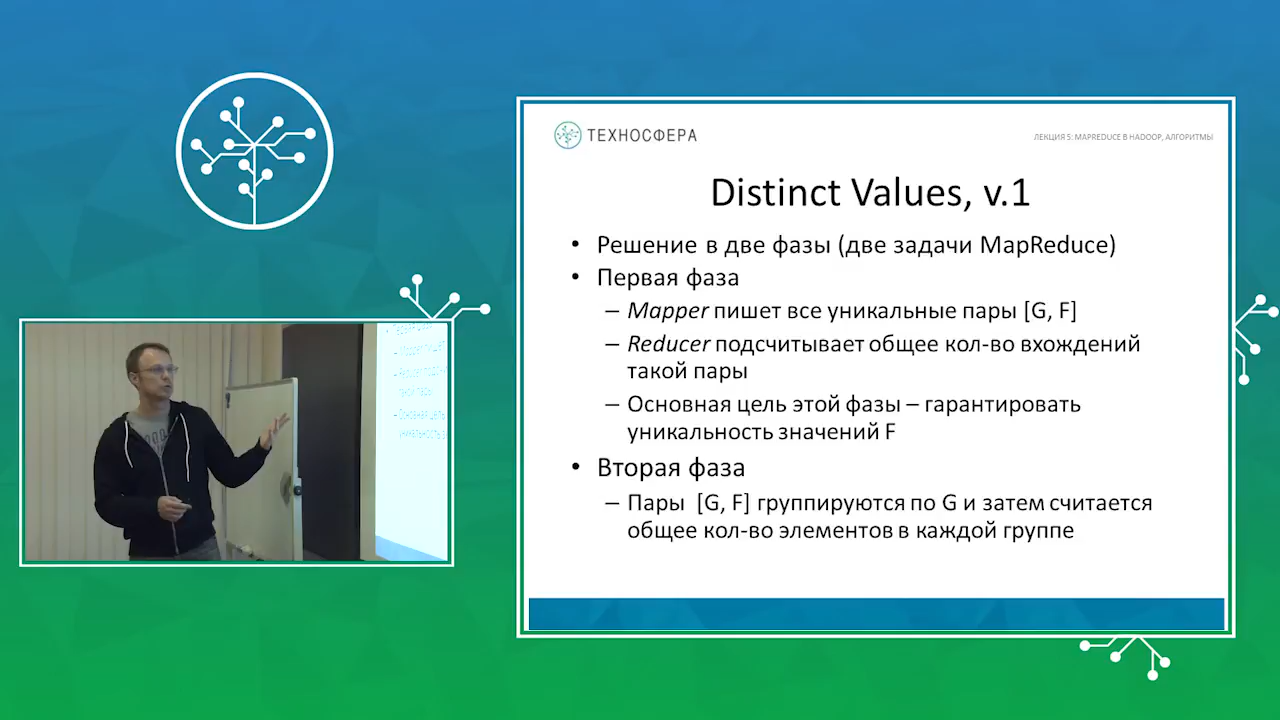 ТЕХНОСФЕРА
ЛЕКЦИЯ 5: MAPREDUCE В HADOOP, АЛГОРИТМЫ
Distinct Values, v.1
• Решение в две фазы (две задачи MapReduce)
• Первая фаза
– Mapper пишет все уникальные пары [G, F]
– Reducer подсчитывает общее кол-во вхождений
такой пары
– Основная цель этой фазы – гарантировать
уникальность значений F
• Вторая фаза
– Пары [G, F] группируются по G и затем считается
общее кол-во элементов в каждой группе